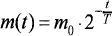 m(t) = m₀ · 2^(-t/T)